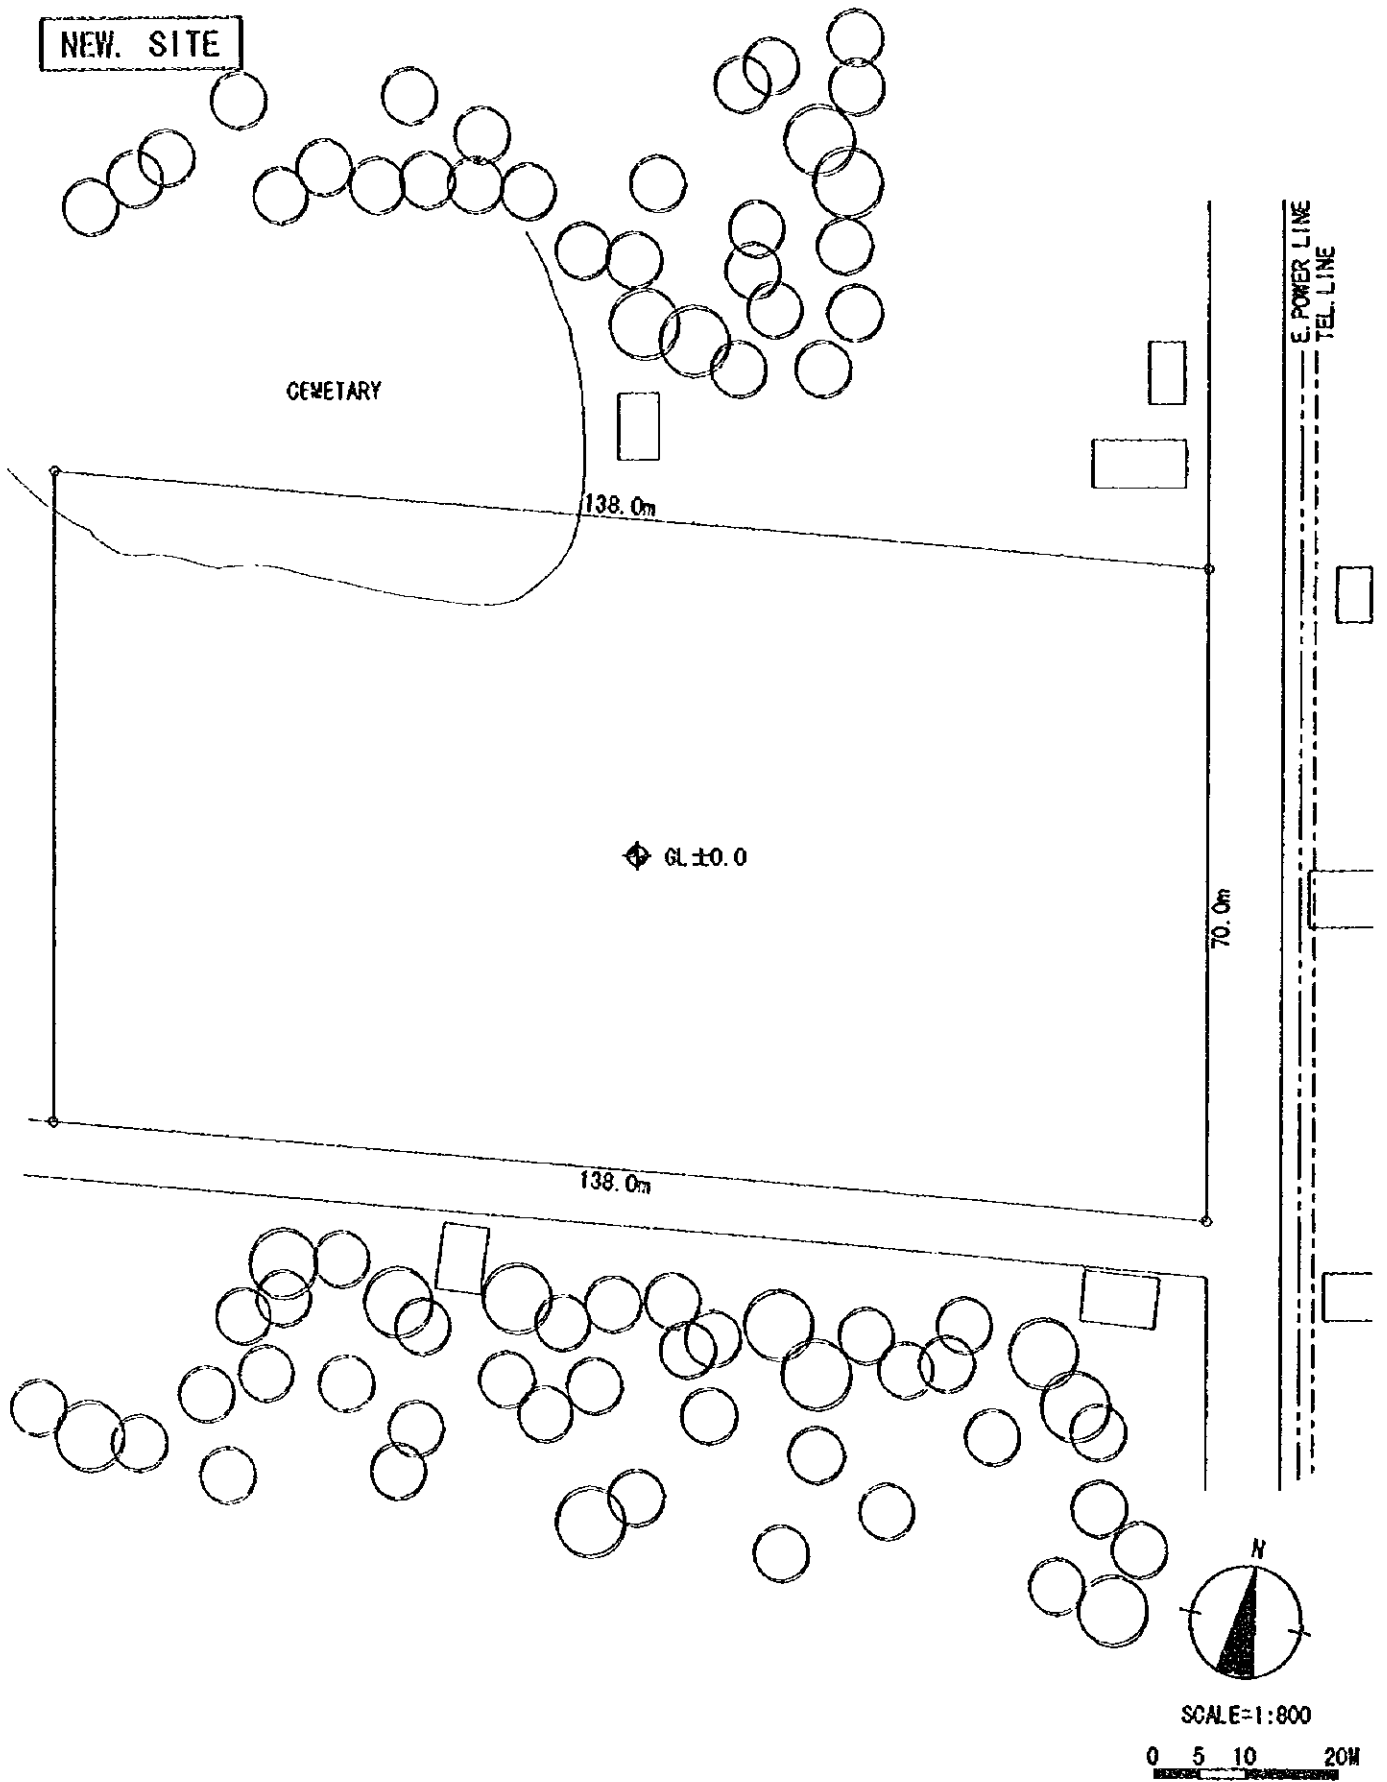 NEW. SITE
E. POWER LINE
TEL. LINE
CEMETARY
138.0m
GL±0.0
70.0m
138.0m
N
SCALE=1:800
0 5 10 20M